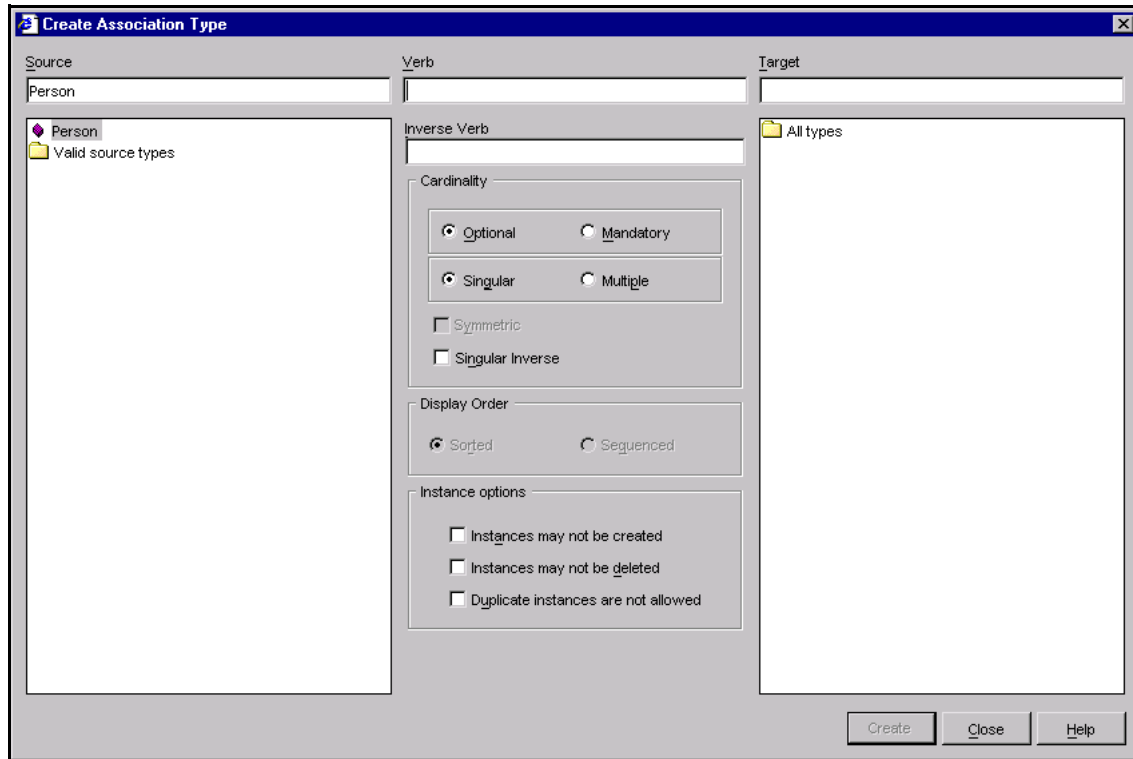 Create Association Type
Source
Verb
Target
Person
Person
Valid source types
Inverse Verb
All types
Cardinality
Optional
Mandatory
Singular
Multiple
Symmetric
Singular Inverse
Display Order
Sorted
Sequenced
Instance options
Instances may not be created
Instances may not be deleted
Duplicate instances are not allowed
Create
Close
Help